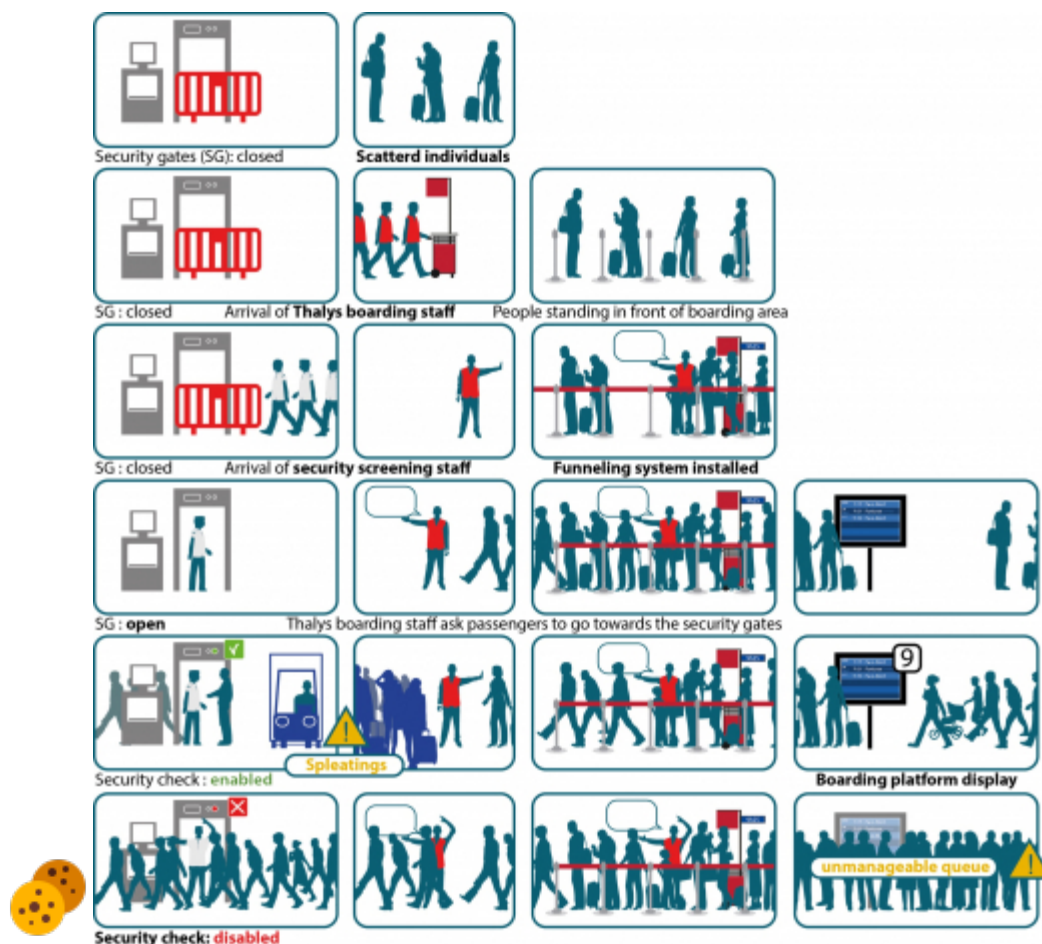 Security gates (SG): closed
Scatterd individuals
SG : closed
Arrival of Thalys boarding staff
People standing in front of boarding area
SG : closed
Arrival of security screening staff
Funneling system installed
SG : open
Thalys boarding staff ask passengers to go towards the security gates
9
Spleatings
Security check : enabled
Boarding platform display
unmanageable queue
Security check: disabled